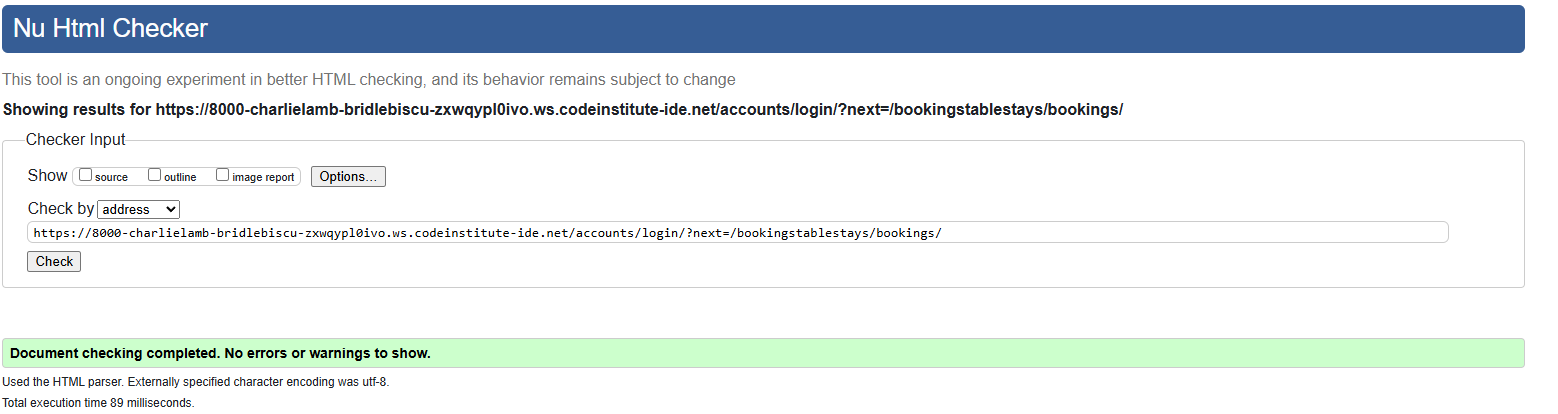 Nu Html Checker
This tool is an ongoing experiment in better HTML checking, and its behavior remains subject to change
Showing results for https://8000-charlielamb-bridlebiscu-zxwqypl0ivo.ws.codeinstitute-ide.net/accounts/login/?next=/bookingstablestays/bookings/
Checker Input
Show source outline image report Options...
Check by address
https://8000-charlielamb-bridlebiscu-zxwqypl0ivo.ws.codeinstitute-ide.net/accounts/login/?next=/bookingstablestays/bookings/
Check
Document checking completed. No errors or warnings to show.
Used the HTML parser. Externally specified character encoding was utf-8.
Total execution time 89 milliseconds.